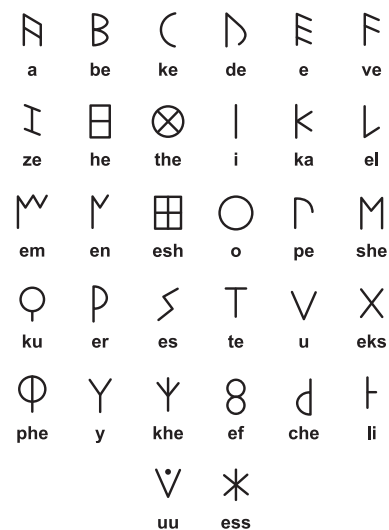 𐌀 𐌁 𐌂 𐌃 𐌄 𐌅
a be ke de e ve
𐌆 𐌇 𐌈 𐌉 𐌊 𐌋
ze he the i ka el
𐌌 𐌍 𐌎 𐌏 𐌐 𐌑
em en esh o pe she
𐌒 𐌓 𐌔 𐌕 𐌖 𐌗
ku er es te u eks
𐌘 Y 𐌙 𐌚 𐌜 𐌝
phe y khe ef che li
𐌞 𐌟
uu ess